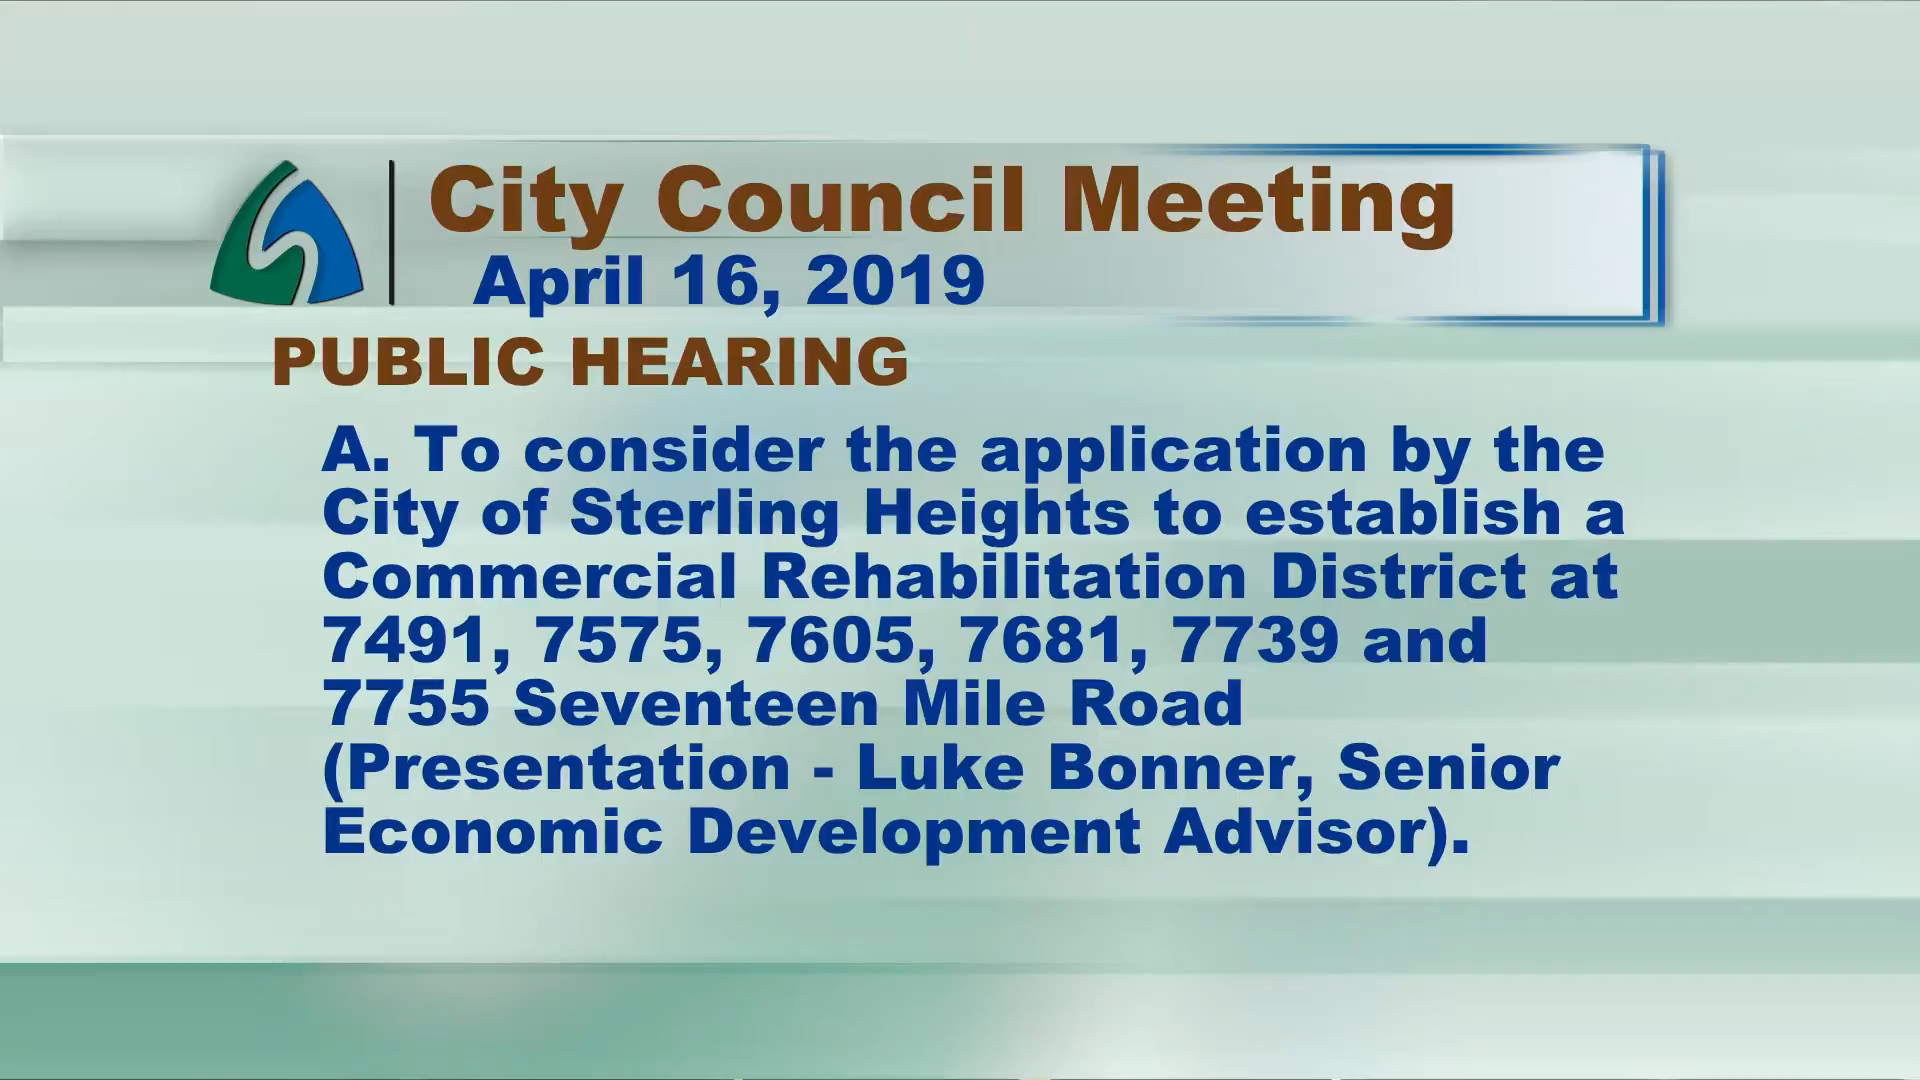 City Council Meeting
April 16, 2019
PUBLIC HEARING
A. To consider the application by the
City of Sterling Heights to establish a
Commercial Rehabilitation District at
7491, 7575, 7605, 7681, 7739 and
7755 Seventeen Mile Road
(Presentation - Luke Bonner, Senior
Economic Development Advisor).